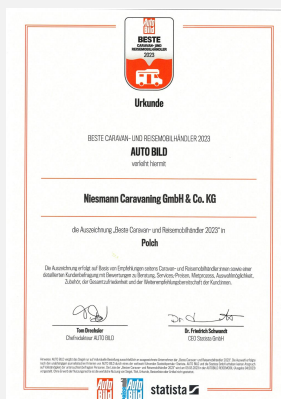 Auto
Bild
BESTE
CARAVAN- UND
REISEMOBILHÄNDLER
2023
Urkunde
BESTE CARAVAN- UND REISEMOBILHÄNDLER 2023
AUTO BILD
verleiht hiermit
Niesmann Caravaning GmbH & Co. KG
die Auszeichnung „Beste Caravan- und Reisemobilhändler 2023" in
Polch
Die Auszeichnung erfolgt auf Basis von Empfehlungen seitens Caravan- und Reisemobilhändler:innen sowie einer
detaillierten Kundenbefragung mit Bewertungen zu Beratung, Services, Preisen, Mietprozess, Auswahlmöglichkeit,
Zubehör, der Gesamtzufriedenheit und der Weiterempfehlungsbereitschaft der Kund:innen.
Tom Drechsler
Chefredakteur AUTO BILD
Dr. Friedrich Schwandt
CEO Statista GmbH
Auto
Bild
statista